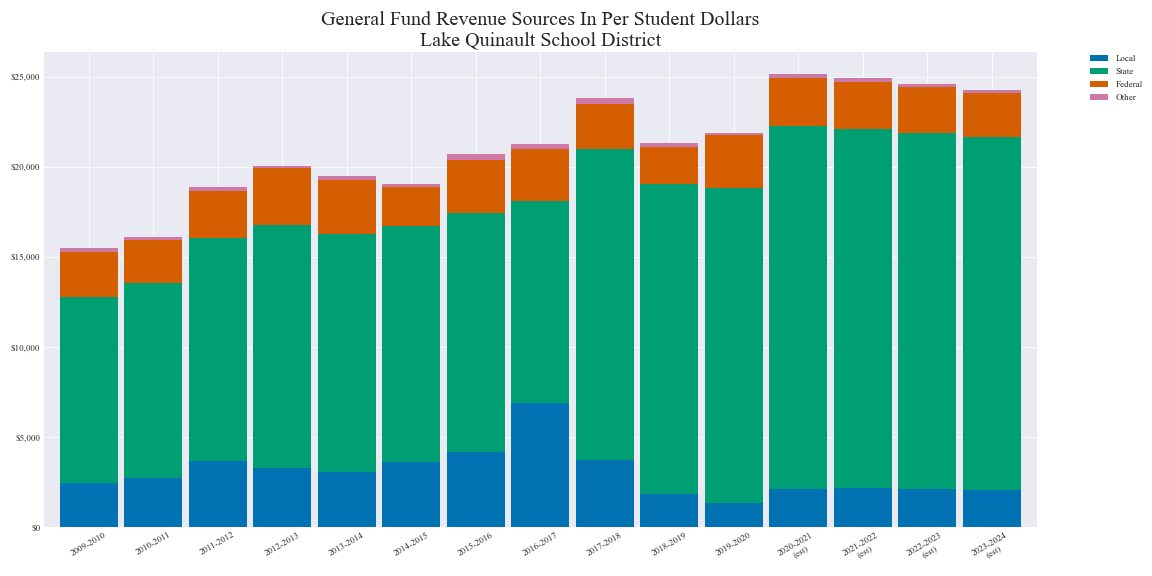 General Fund Revenue Sources In Per Student Dollars
Lake Quinault School District
Local
State
Federal
Other
$25,000
$20,000
$15,000
$10,000
$5,000
$0
2009-2010
2010-2011
2011-2012
2012-2013
2013-2014
2014-2015
2015-2016
2016-2017
2017-2018
2018-2019
2019-2020
2020-2021
(est)
2021-2022
(est)
2022-2023
(est)
2023-2024
(est)